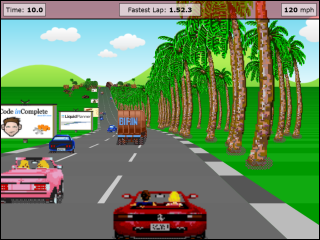 Time: 10.0
Fastest Lap: 1.52.3
120 mph
Code inComplete
LiquidPlanner